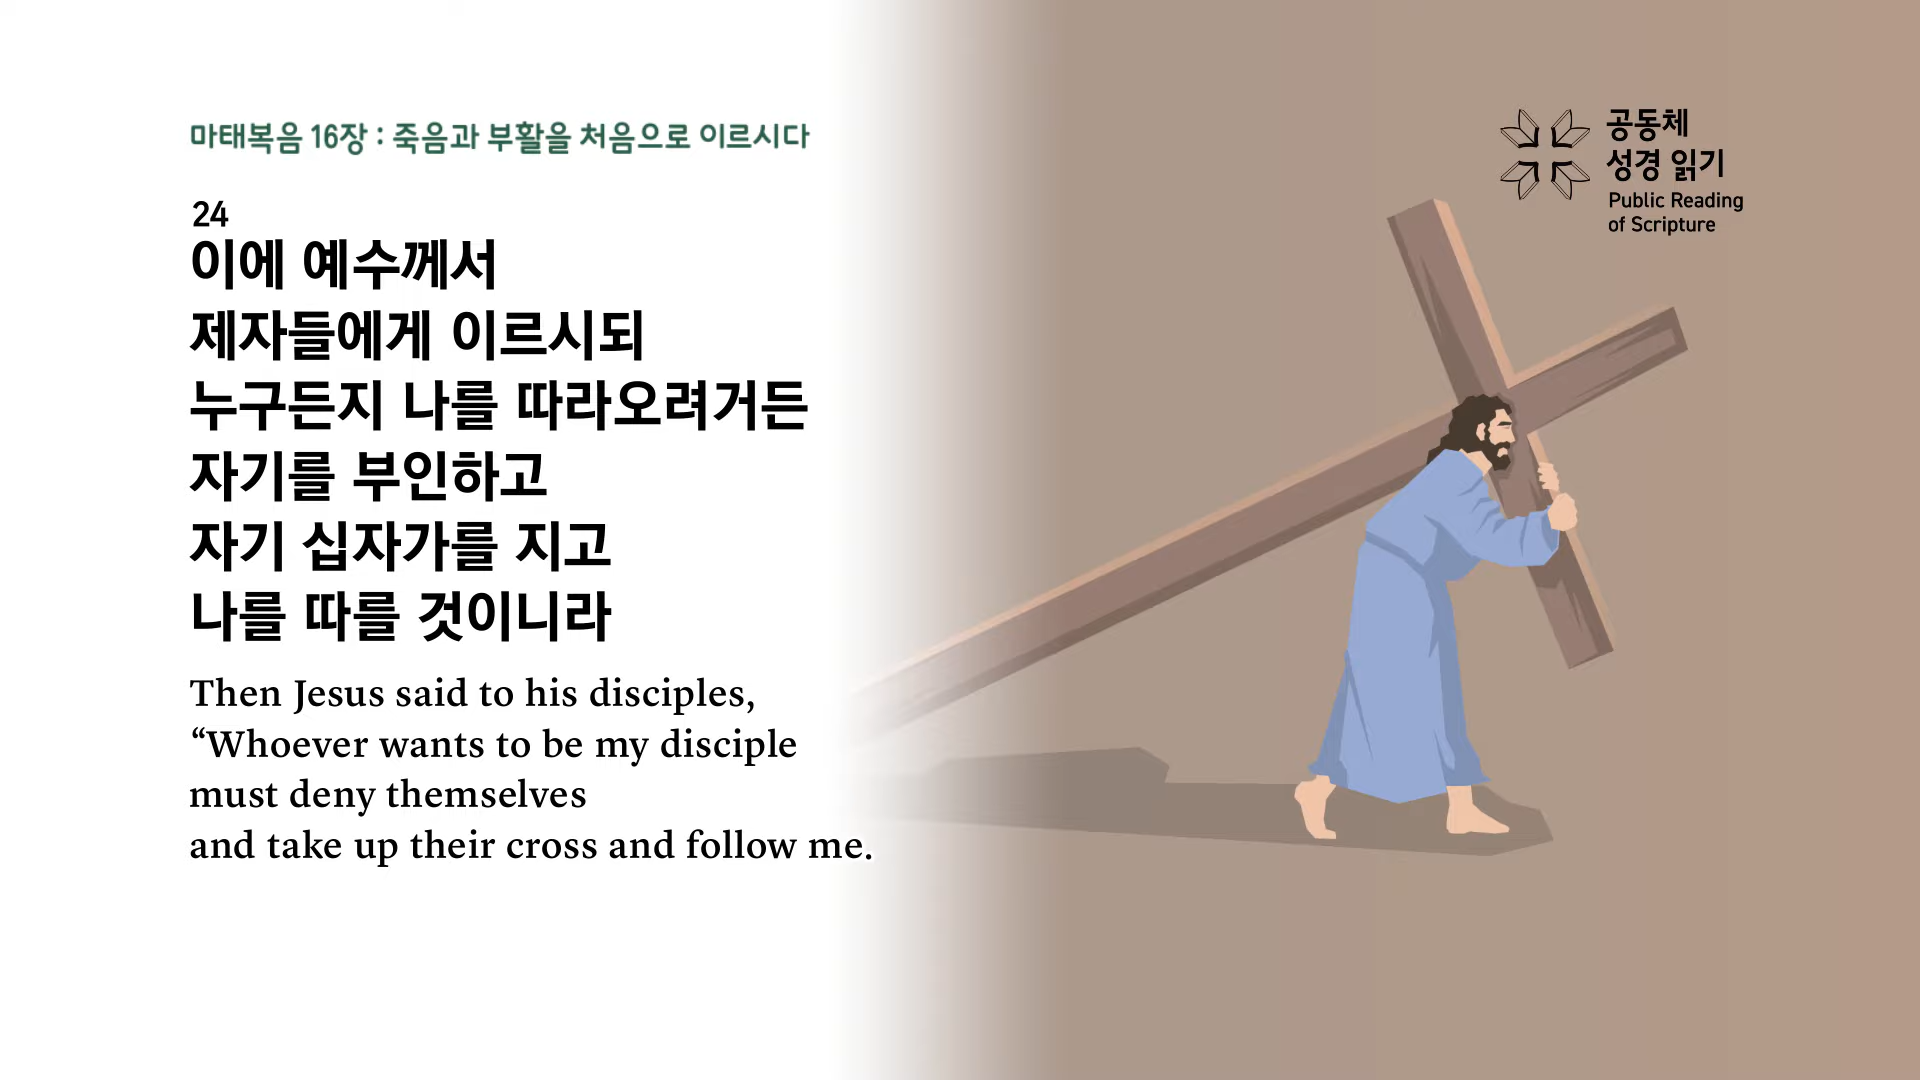 마태복음 16장 : 죽음과 부활을 처음으로 이르시다
24
이에 예수께서
제자들에게 이르시되
누구든지 나를 따라오려거든
자기를 부인하고
자기 십자가를 지고
나를 따를 것이니라
Then Jesus said to his disciples,
“Whoever wants to be my disciple
must deny themselves
and take up their cross and follow me.
공동체
성경 읽기
Public Reading
of Scripture